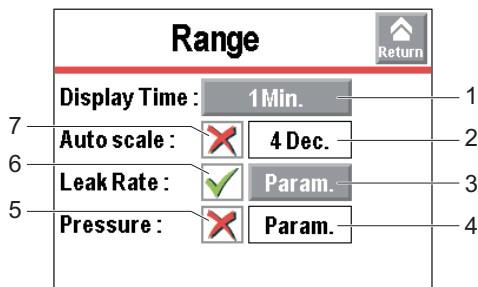 Range
Return
Display Time : 1 Min. 1
7 Auto scale : 4 Dec. 2
6 Leak Rate : Param. 3
5 Pressure : Param. 4